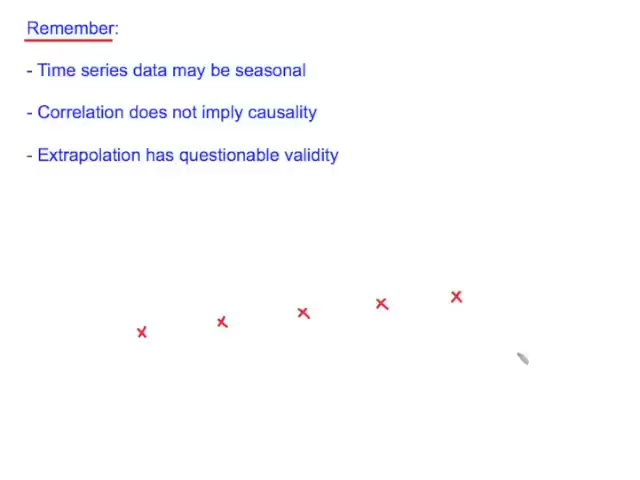 Remember:
- Time series data may be seasonal
- Correlation does not imply causality
- Extrapolation has questionable validity